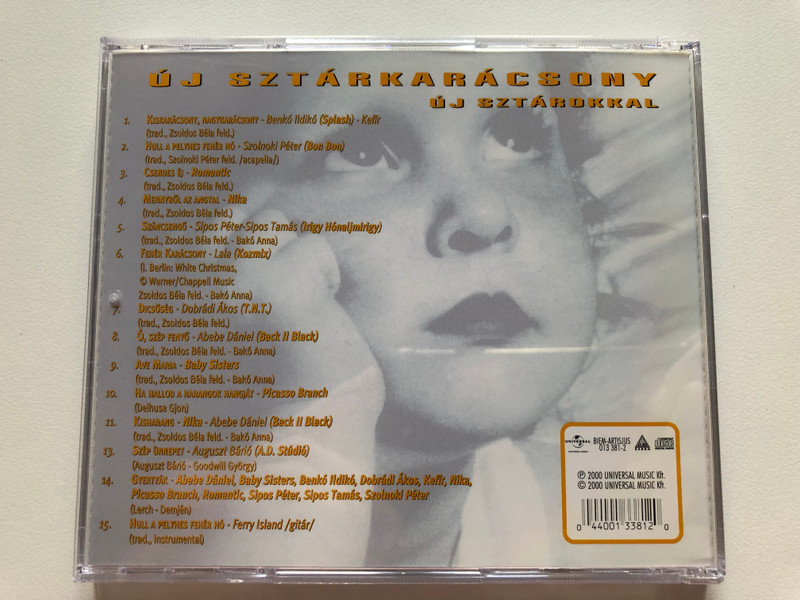 ÚJ SZTÁRKARÁCSONY
ÚJ SZTÁROKKAL
1. Kiskarácsony, nagykarácsony - Benkó Ildikó (Splash) - Kefír
(trad., Zsoldos Béla feld.)
2. Hull a pelyhes fehér hó - Szolnoki Péter (Bon Bon)
(trad., Szolnoki Péter feld. /acapella/)
3. Csendes éj - Romantic
(trad., Zsoldos Béla feld.)
4. Mennyből az angyal - Nika
(trad., Zsoldos Béla feld.)
5. Száncsengő - Sipos Péter-Sipos Tamás (Irigy Hónaljmirigy)
(trad., Zsoldos Béla feld. - Bakó Anna)
6. Fehér Karácsony - Lala (Kozmix)
(I. Berlin: White Christmas,
© Warner/Chappell Music
Zsoldos Béla feld. - Bakó Anna)
7. Dicsőség - Dobrádi Ákos (T.N.T.)
(trad., Zsoldos Béla feld.)
8. Ó, szép fenyő - Abebe Dániel (Back II Black)
(trad., Zsoldos Béla feld. - Bakó Anna)
9. Ave Maria - Baby Sisters
(trad., Zsoldos Béla feld. - Bakó Anna)
10. Ha hallod a harangok hangját - Picasso Branch
(Delhusa Gjon)
11. Kisharang - Nika - Abebe Dániel (Back II Black)
(trad., Zsoldos Béla feld. - Bakó Anna)
13. Szép ünnepet - Auguszt Bárió (A.D. Stúdió)
(Auguszt Bárió - Goodwill György)
14. Gyertyák - Abebe Dániel, Baby Sisters, Benkó Ildikó, Dobrádi Ákos, Kefír, Nika,
Picasso Branch, Romantic, Sipos Péter, Sipos Tamás, Szolnoki Péter
(Lerch - Demjén)
15. Hull a pelyhes fehér hó - Ferry Island /gitár/
(trad., instrumental)
UNIVERSAL
BIEM-ARTISJUS
013 381-2
℗ 2000 UNIVERSAL MUSIC Kft.
© 2000 UNIVERSAL MUSIC Kft.
0 44001 33812 0